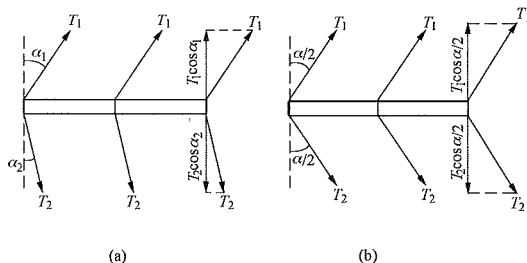 T₁ T₁ T₁
α₁
T₁cosα₁
T₂cosα₂
α₂
T₂ T₂ T₂
(a)
T₁ T₁ T₁
α/2
T₁cosα/2
T₂cosα/2
α/2
T₂ T₂ T₂
(b)